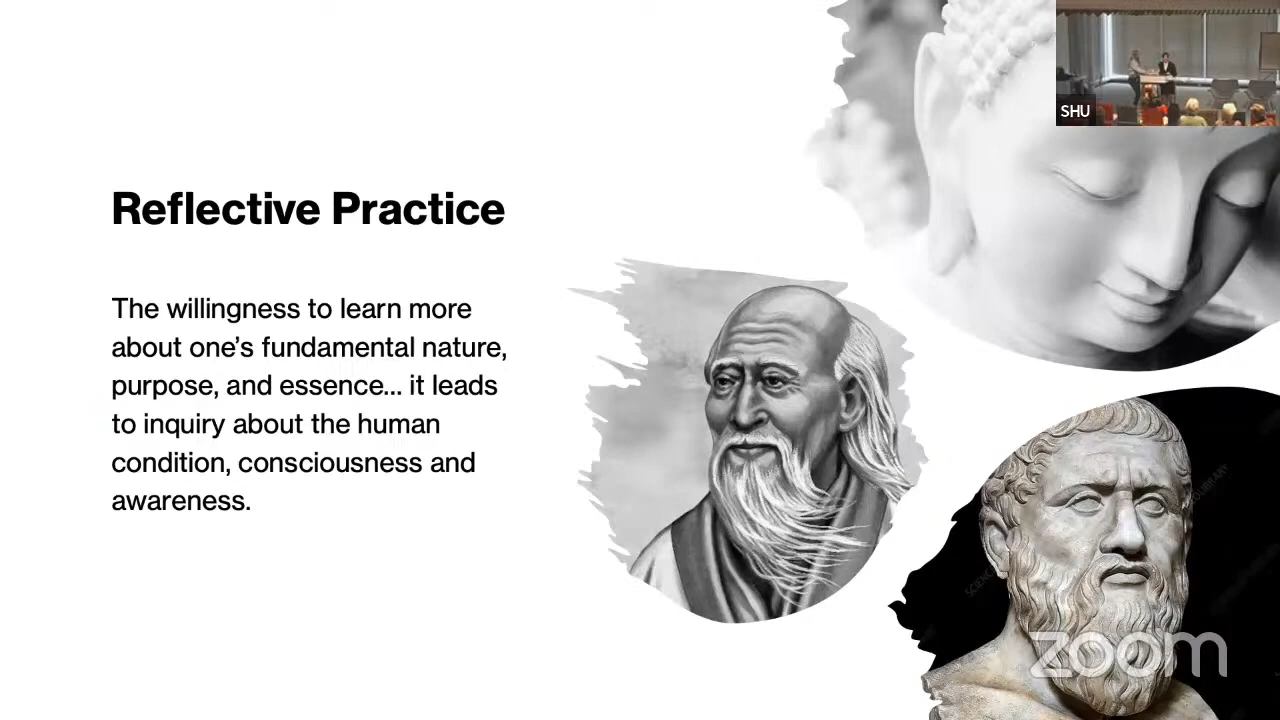 SHU
Reflective Practice
The willingness to learn more
about one’s fundamental nature,
purpose, and essence... it leads
to inquiry about the human
condition, consciousness and
awareness.
zoom